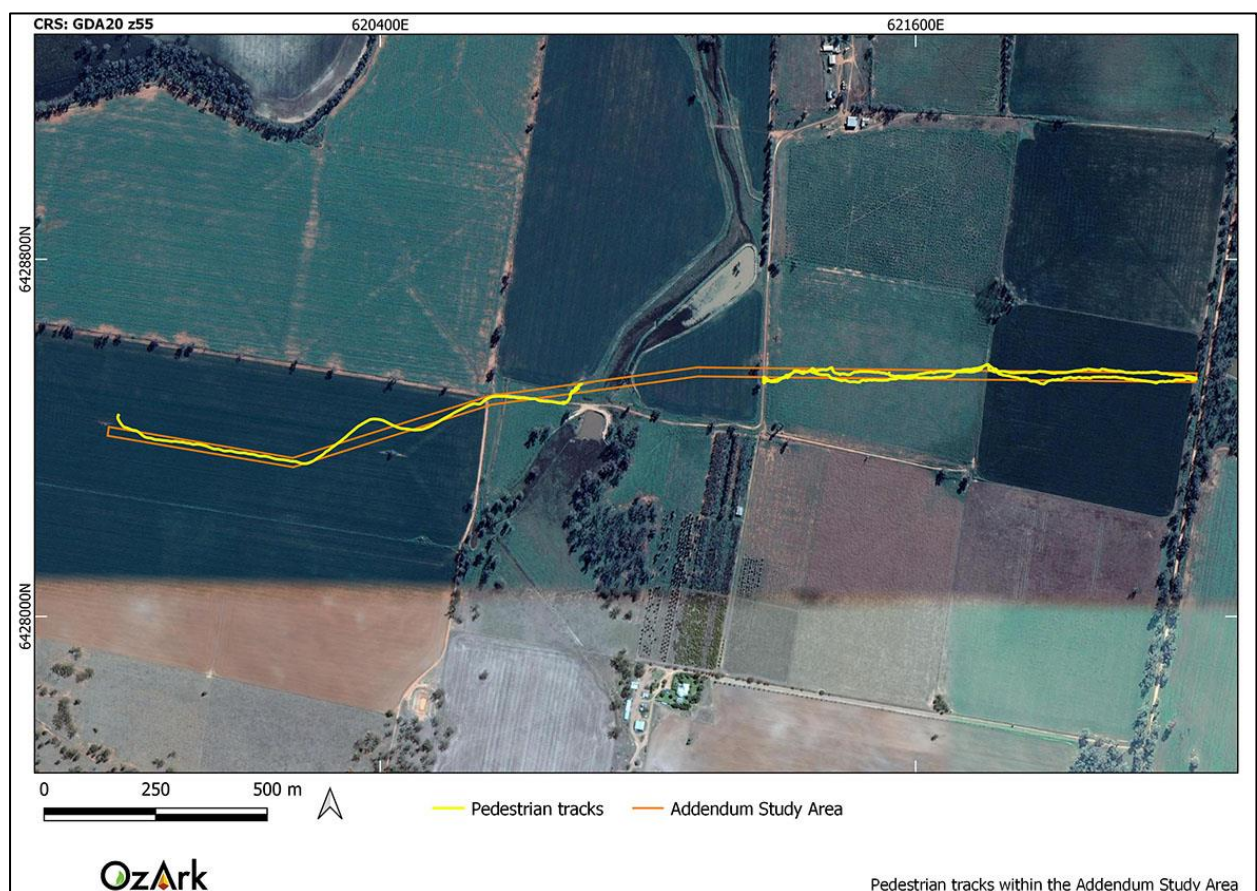 CRS: GDA20 z55
620400E
621600E
6428800N
6428000N
0 250 500 m
Pedestrian tracks
Addendum Study Area
OzArk
Pedestrian tracks within the Addendum Study Area